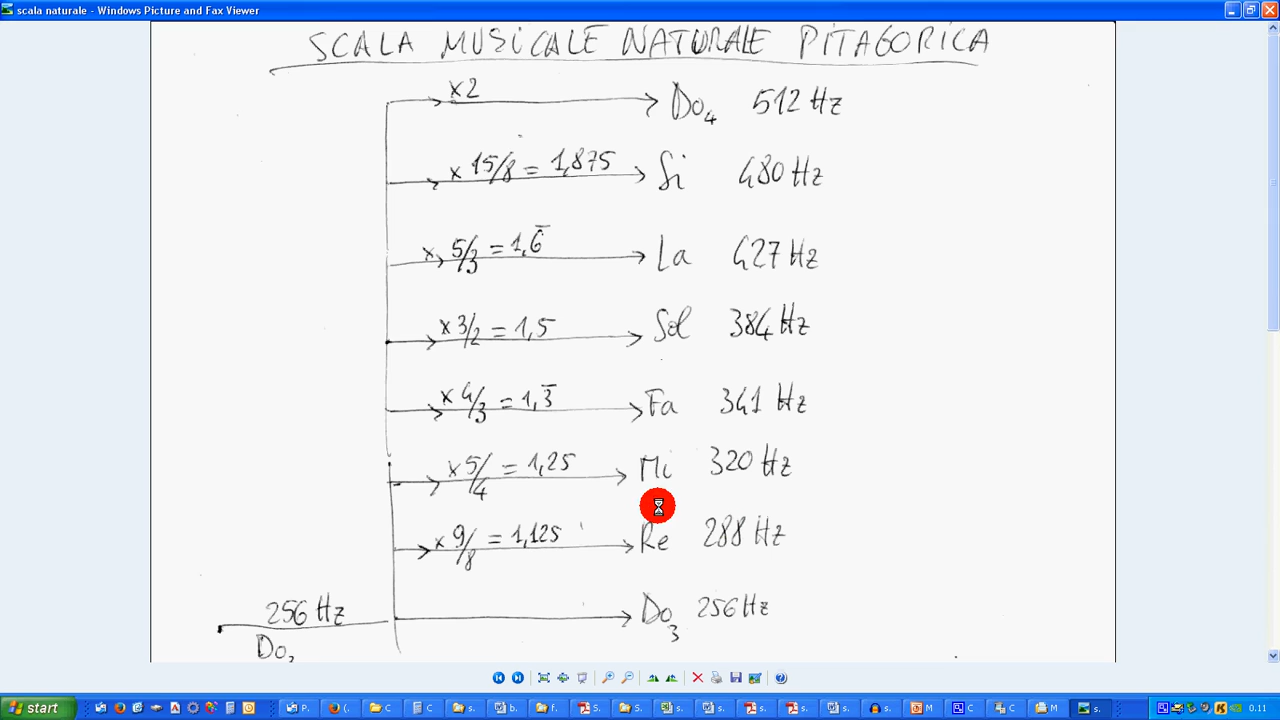 scala naturale - Windows Picture and Fax Viewer
SCALA MUSICALE NATURALE PITAGORICA
×2 Do4 512 Hz
× 15/8 = 1,875 Si 480 Hz
× 5/3 = 1,6̅ La 427 Hz
× 3/2 = 1,5 Sol 384 Hz
× 4/3 = 1,3̅ Fa 341 Hz
× 5/4 = 1,25 Mi 320 Hz
× 9/8 = 1,125 Re 288 Hz
256 Hz Do3 256 Hz
Do
start P. (. C C s. b. f. S. S. s. s. s. s. s. M C C M s. 0.11